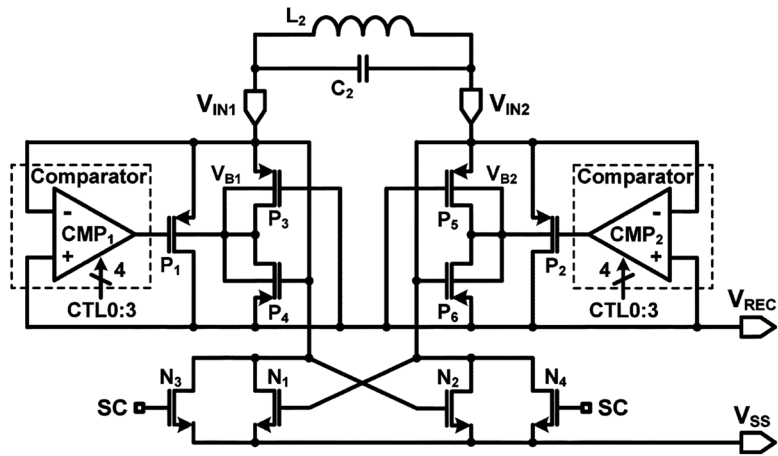 L2
C2
VIN1
VIN2
Comparator
VB1
VB2
Comparator
-
CMP1
+
P3
P5
-
CMP2
+
P1
P2
4
CTL0:3
P4
P6
4
CTL0:3
VREC
N3
N1
N2
N4
SC
SC
VSS